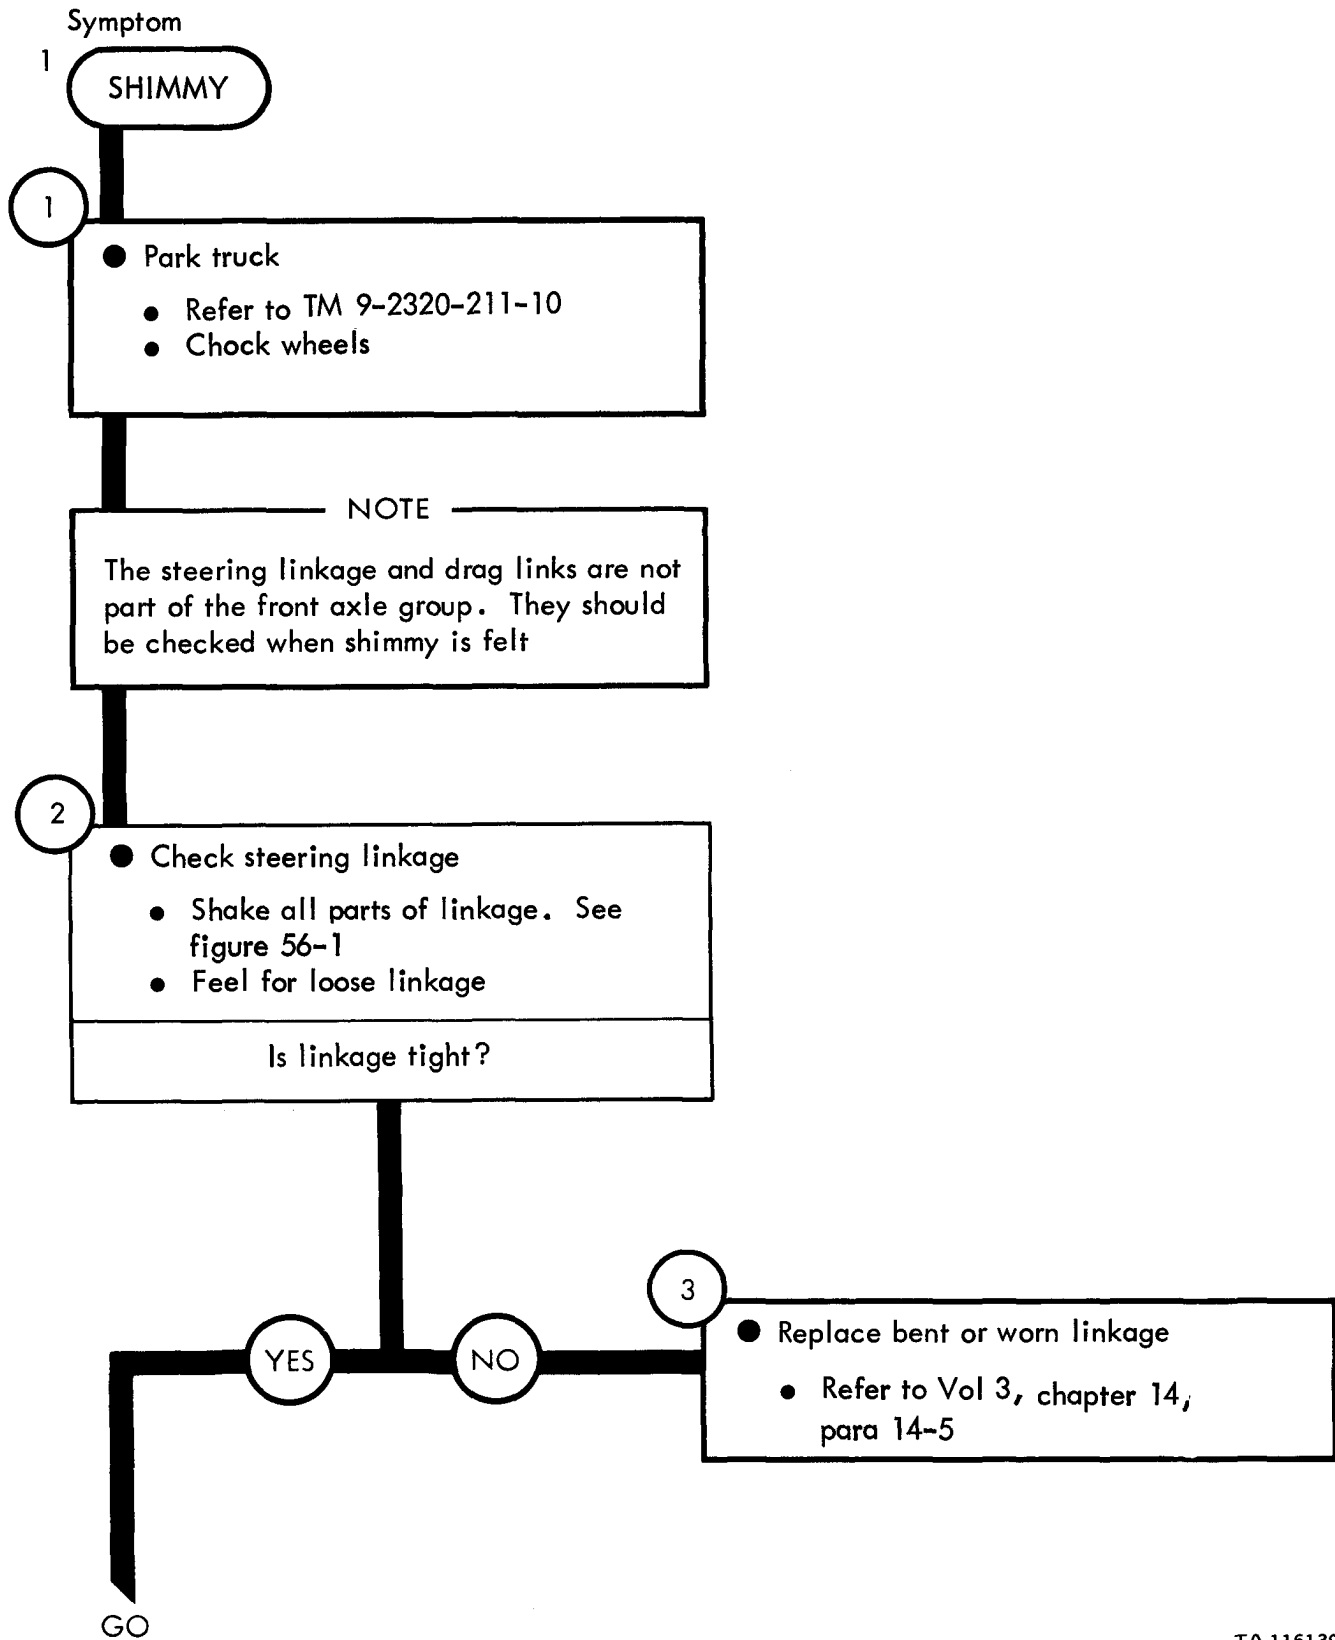 Symptom
1
SHIMMY
1
● Park truck
● Refer to TM 9-2320-211-10
● Chock wheels
NOTE
The steering linkage and drag links are not
part of the front axle group. They should
be checked when shimmy is felt
2
● Check steering linkage
● Shake all parts of linkage. See
figure 56-1
● Feel for loose linkage
Is linkage tight?
YES
NO
3
● Replace bent or worn linkage
● Refer to Vol 3, chapter 14,
para 14-5
GO